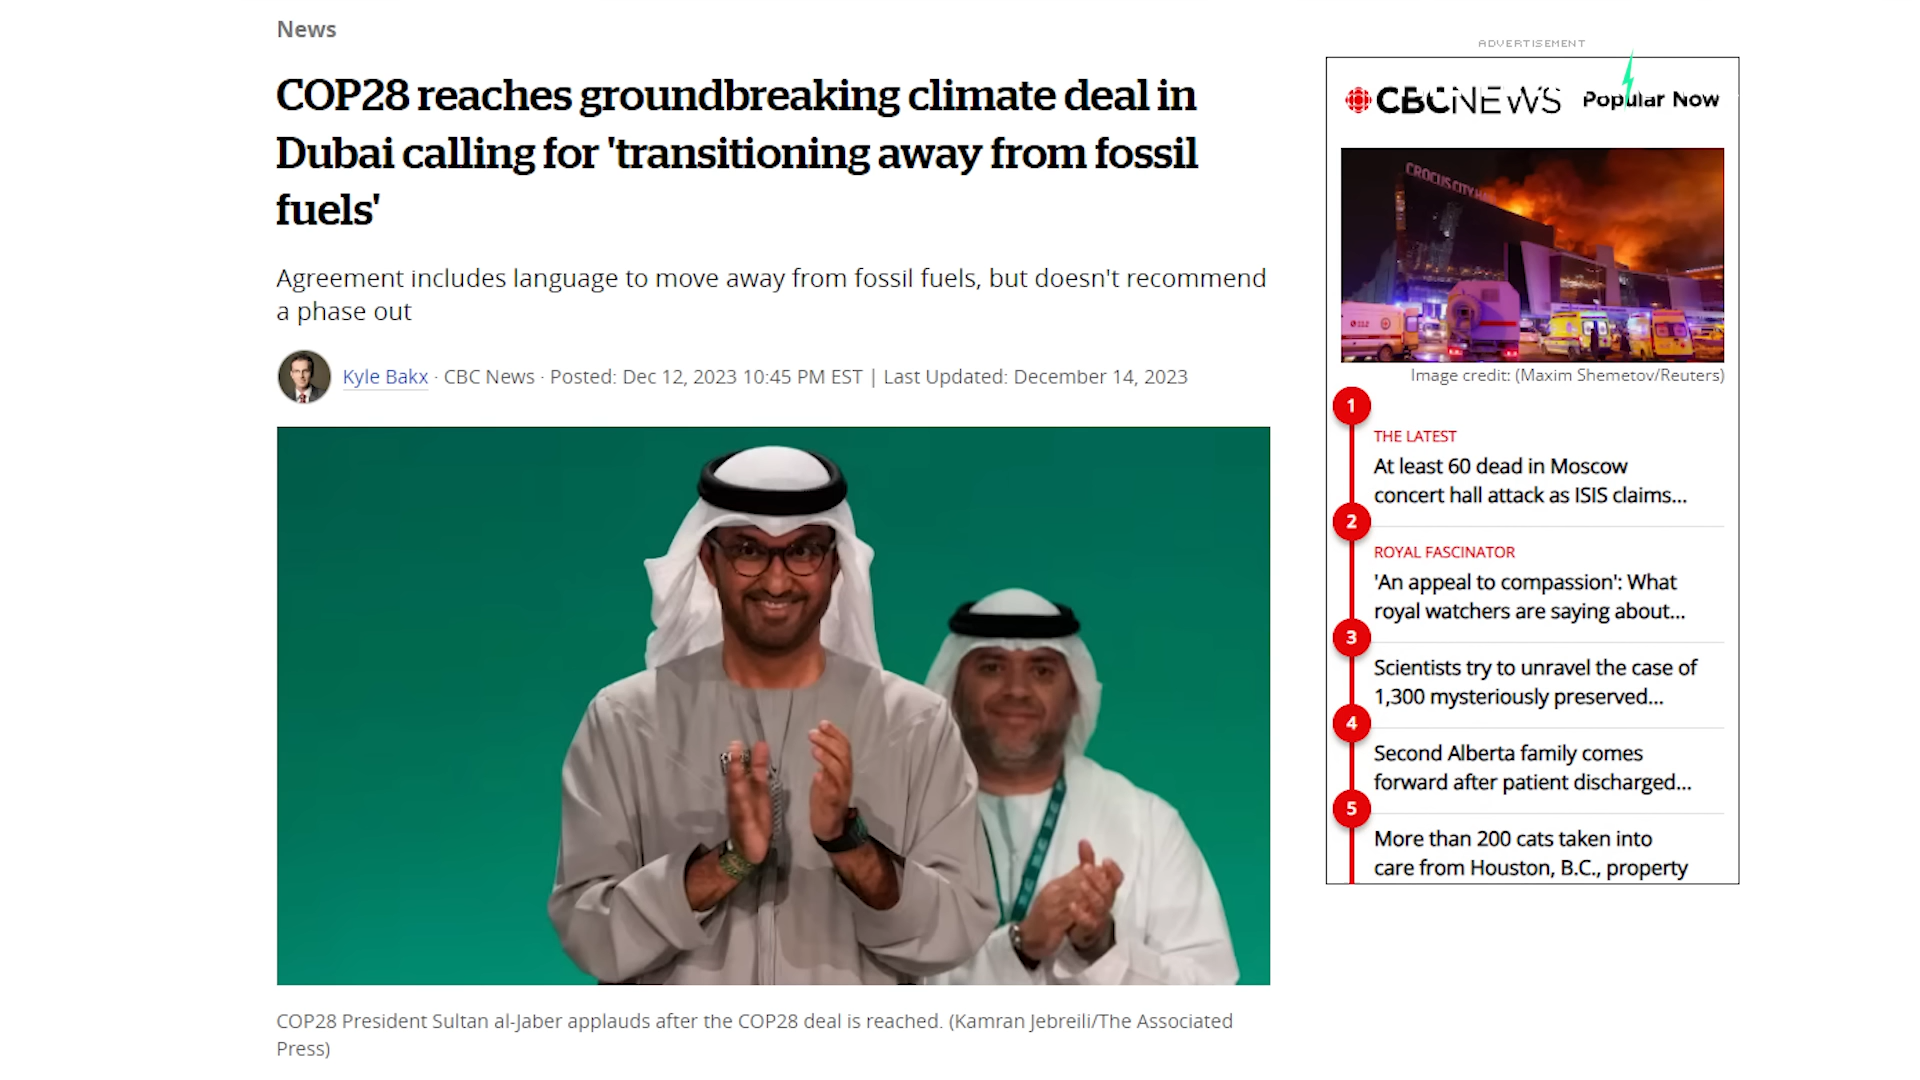 News
COP28 reaches groundbreaking climate deal in
Dubai calling for 'transitioning away from fossil
fuels'
Agreement includes language to move away from fossil fuels, but doesn't recommend
a phase out
Kyle Bakx · CBC News · Posted: Dec 12, 2023 10:45 PM EST | Last Updated: December 14, 2023
COP28 President Sultan al-Jaber applauds after the COP28 deal is reached. (Kamran Jebreili/The Associated
Press)
ADVERTISEMENT
CBC NEWS Popular Now
CROCUS CITY
Image credit: (Maxim Shemetov/Reuters)
1
THE LATEST
At least 60 dead in Moscow
concert hall attack as ISIS claims...
2
ROYAL FASCINATOR
'An appeal to compassion': What
royal watchers are saying about...
3
Scientists try to unravel the case of
1,300 mysteriously preserved...
4
Second Alberta family comes
forward after patient discharged...
5
More than 200 cats taken into
care from Houston, B.C., property